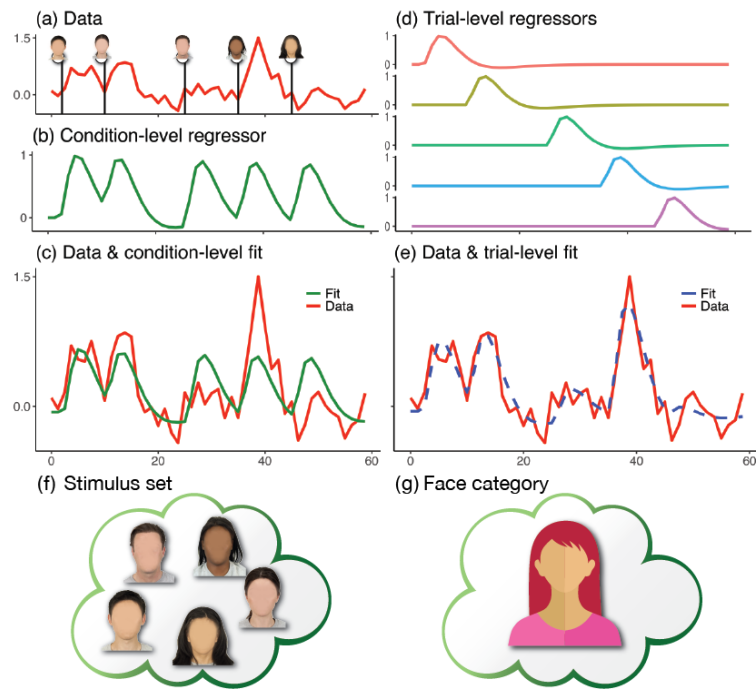 (a) Data
1.5
0.0
(b) Condition-level regressor
1
0
(c) Data & condition-level fit
1.5
0.0
Fit
Data
0
20
40
60
(d) Trial-level regressors
1
0
1
0
1
0
1
0
1
0
(e) Data & trial-level fit
Fit
Data
0
20
40
60
(f) Stimulus set
(g) Face category